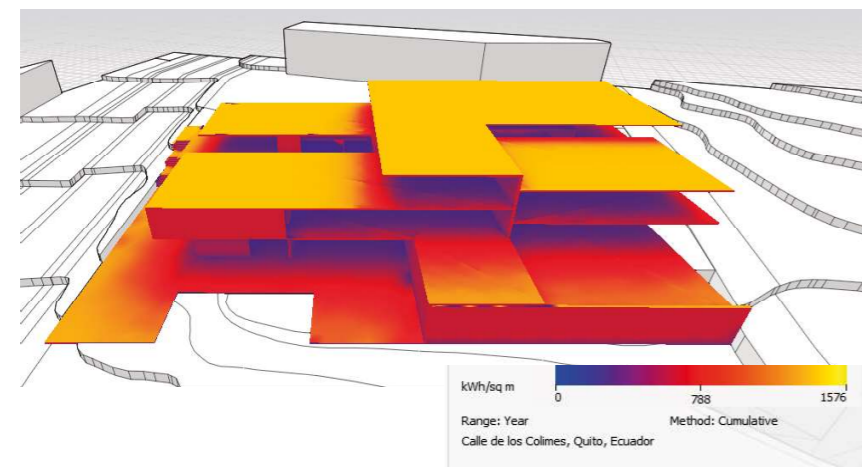 kWh/sq m
0 788 1576
Range: Year Method: Cumulative
Calle de los Colimes, Quito, Ecuador